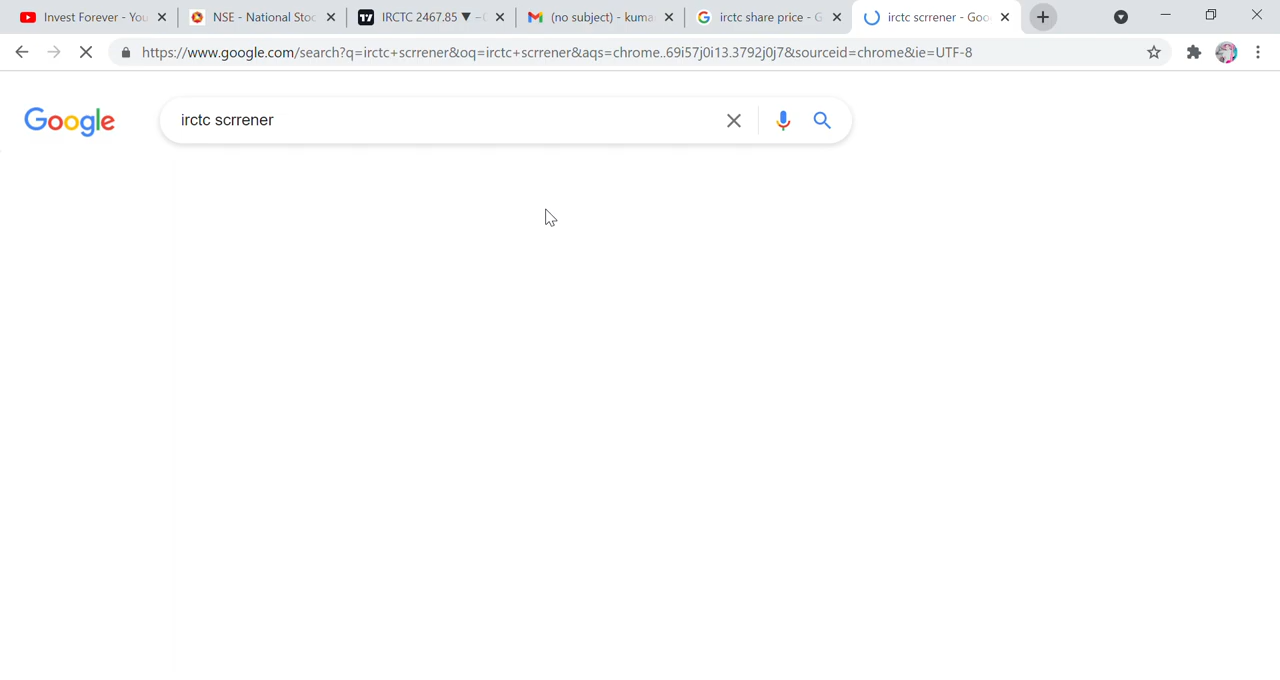 Invest Forever - You
NSE - National Stoc
IRCTC 2467.85 ▼ −
(no subject) - kuma
irctc share price - G
irctc scrrener - Goo
https://www.google.com/search?q=irctc+scrrener&oq=irctc+scrrener&aqs=chrome..69i57j0i13.3792j0j7&sourceid=chrome&ie=UTF-8
Google
irctc scrrener